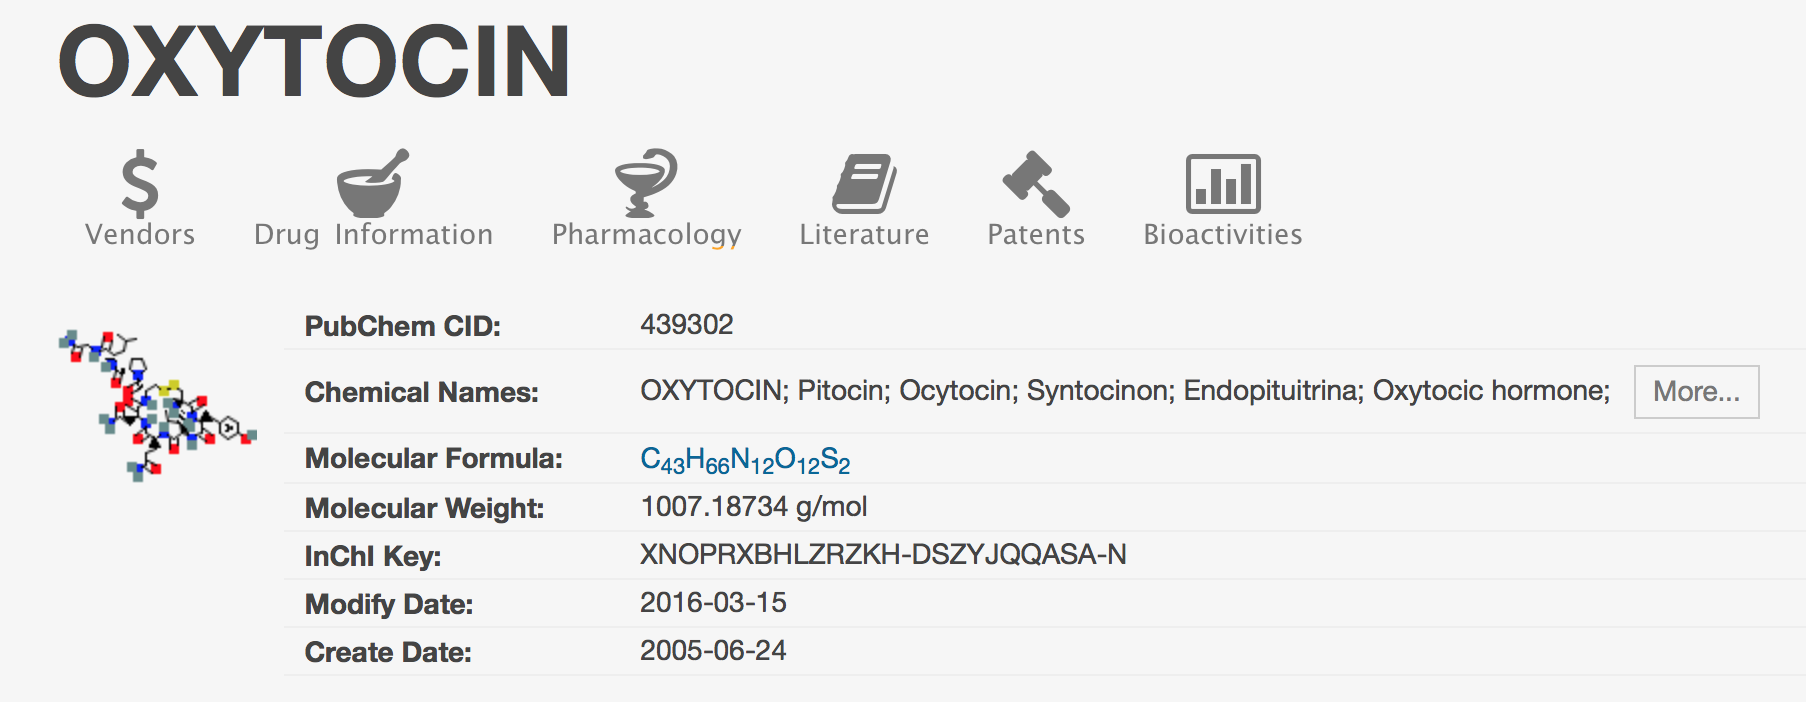 OXYTOCIN
Vendors Drug Information Pharmacology Literature Patents Bioactivities
PubChem CID: 439302
Chemical Names: OXYTOCIN; Pitocin; Ocytocin; Syntocinon; Endopituitrina; Oxytocic hormone; More...
Molecular Formula: C₄₃H₆₆N₁₂O₁₂S₂
Molecular Weight: 1007.18734 g/mol
InChI Key: XNOPRXBHLZRZKH-DSZYJQQASA-N
Modify Date: 2016-03-15
Create Date: 2005-06-24